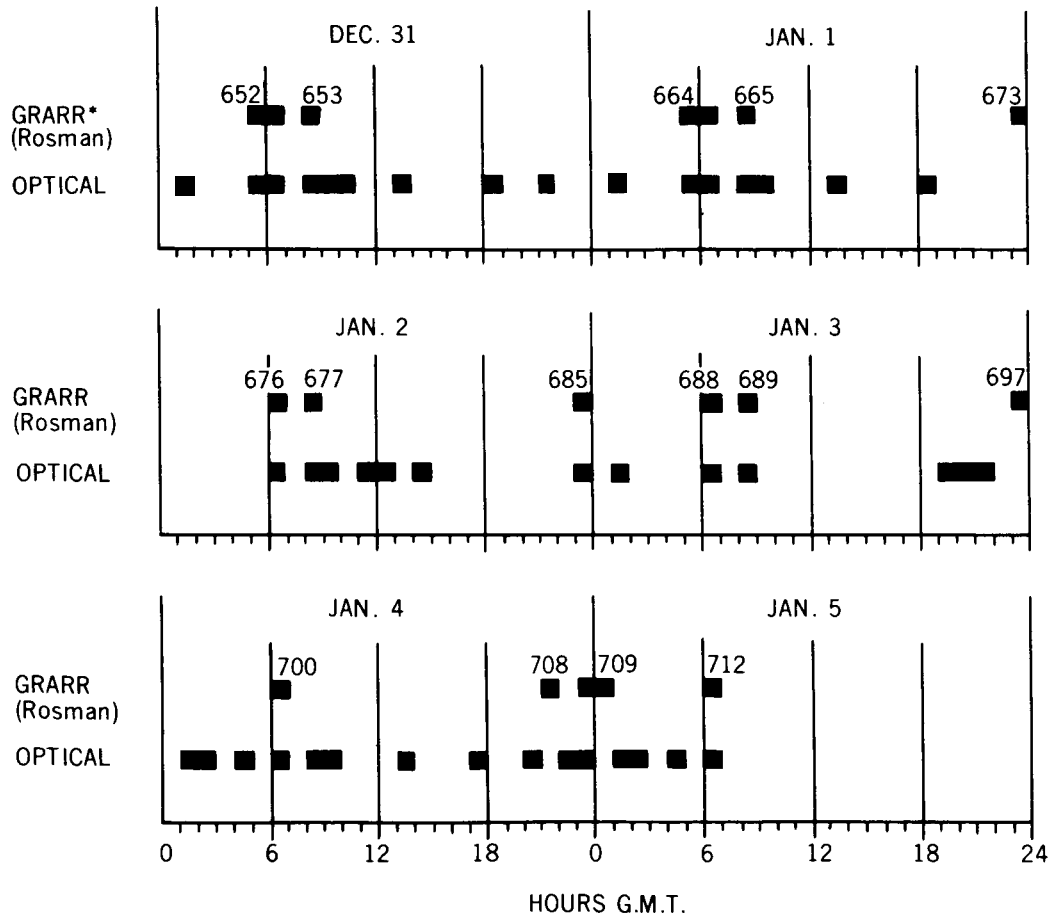 DEC. 31 JAN. 1
652 653 664 665 673
GRARR*
(Rosman)
OPTICAL
JAN. 2 JAN. 3
676 677 685 688 689 697
GRARR
(Rosman)
OPTICAL
JAN. 4 JAN. 5
700 708 709 712
GRARR
(Rosman)
OPTICAL
0 6 12 18 0 6 12 18 24
HOURS G.M.T.